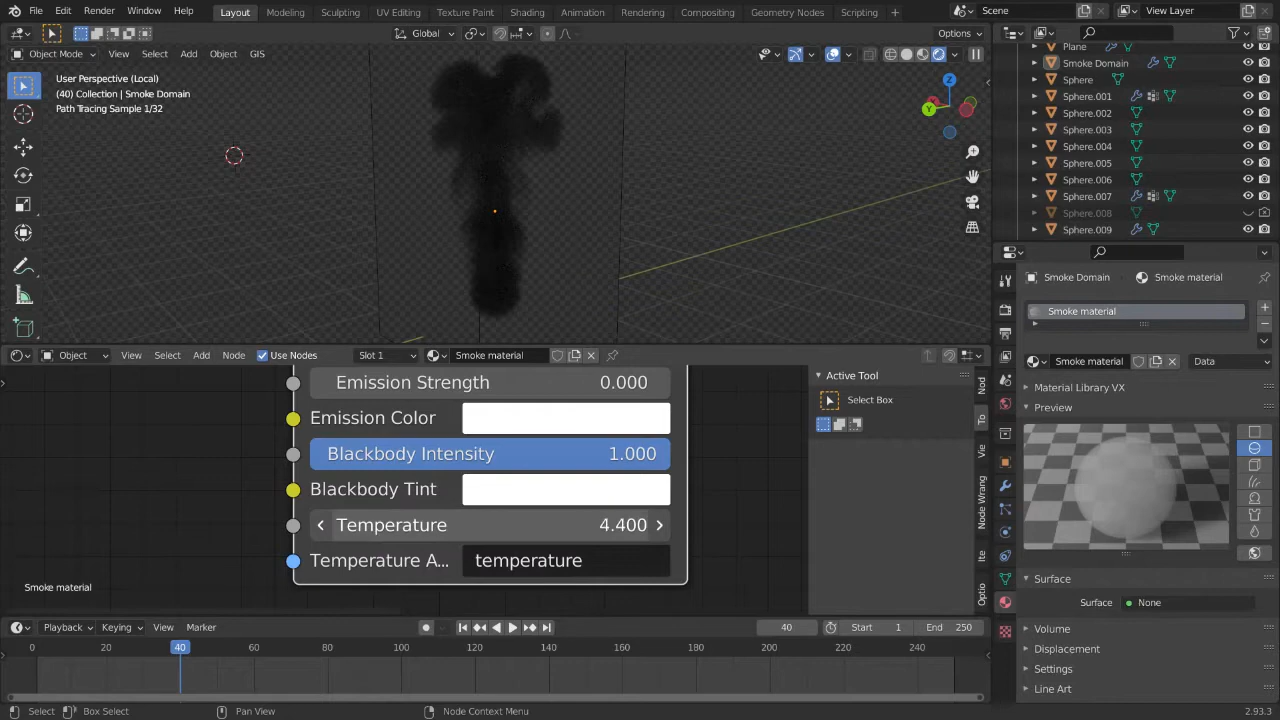 File Edit Render Window Help
Layout Modeling Sculpting UV Editing Texture Paint Shading Animation Rendering Compositing Geometry Nodes Scripting +
Scene
View Layer
Global
Options
Object Mode View Select Add Object GIS
User Perspective (Local)
(40) Collection | Smoke Domain
Path Tracing Sample 1/32
Z
Y
Plane
Smoke Domain
Sphere
Sphere.001
Sphere.002
Sphere.003
Sphere.004
Sphere.005
Sphere.006
Sphere.007
Sphere.008
Sphere.009
Smoke Domain Smoke material
Smoke material
Smoke material Data
Material Library VX
Preview
Surface
Surface None
Volume
Displacement
Settings
Line Art
Object View Select Add Node Use Nodes Slot 1 Smoke material
Emission Strength 0.000
Emission Color
Blackbody Intensity 1.000
Blackbody Tint
Temperature 4.400
Temperature A... temperature
Smoke material
Active Tool
Select Box
Nod
To
Vie
Node Wrang
Ite
Optio
Playback Keying View Marker
40 Start 1 End 250
0 20 40 60 80 100 120 140 160 180 200 220 240
Select Box Select Pan View Node Context Menu 2.93.3